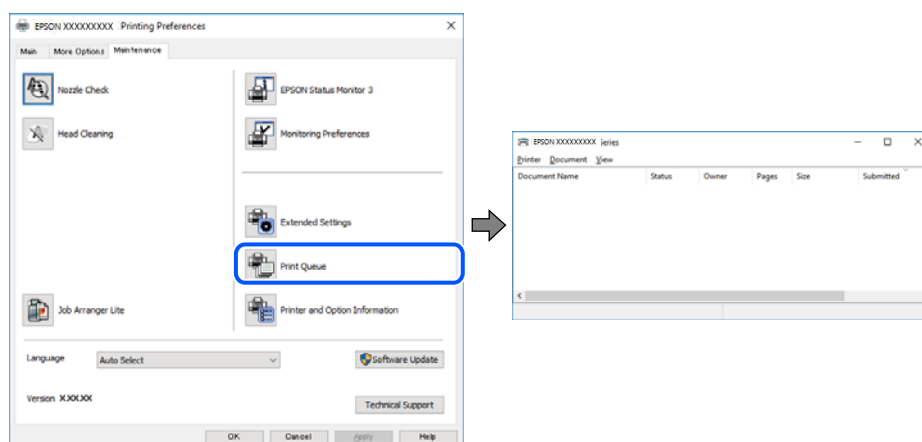 EPSON XXXXXXXXX Printing Preferences
Main More Options Maintenance
Nozzle Check
EPSON Status Monitor 3
Head Cleaning
Monitoring Preferences
Extended Settings
Print Queue
Job Arranger Lite
Printer and Option Information
Language Auto Select
Software Update
Version X.XX.XX
Technical Support
OK Cancel Apply Help
EPSON XXXXXXXXX ieries
Printer Document View
Document Name Status Owner Pages Size Submitted